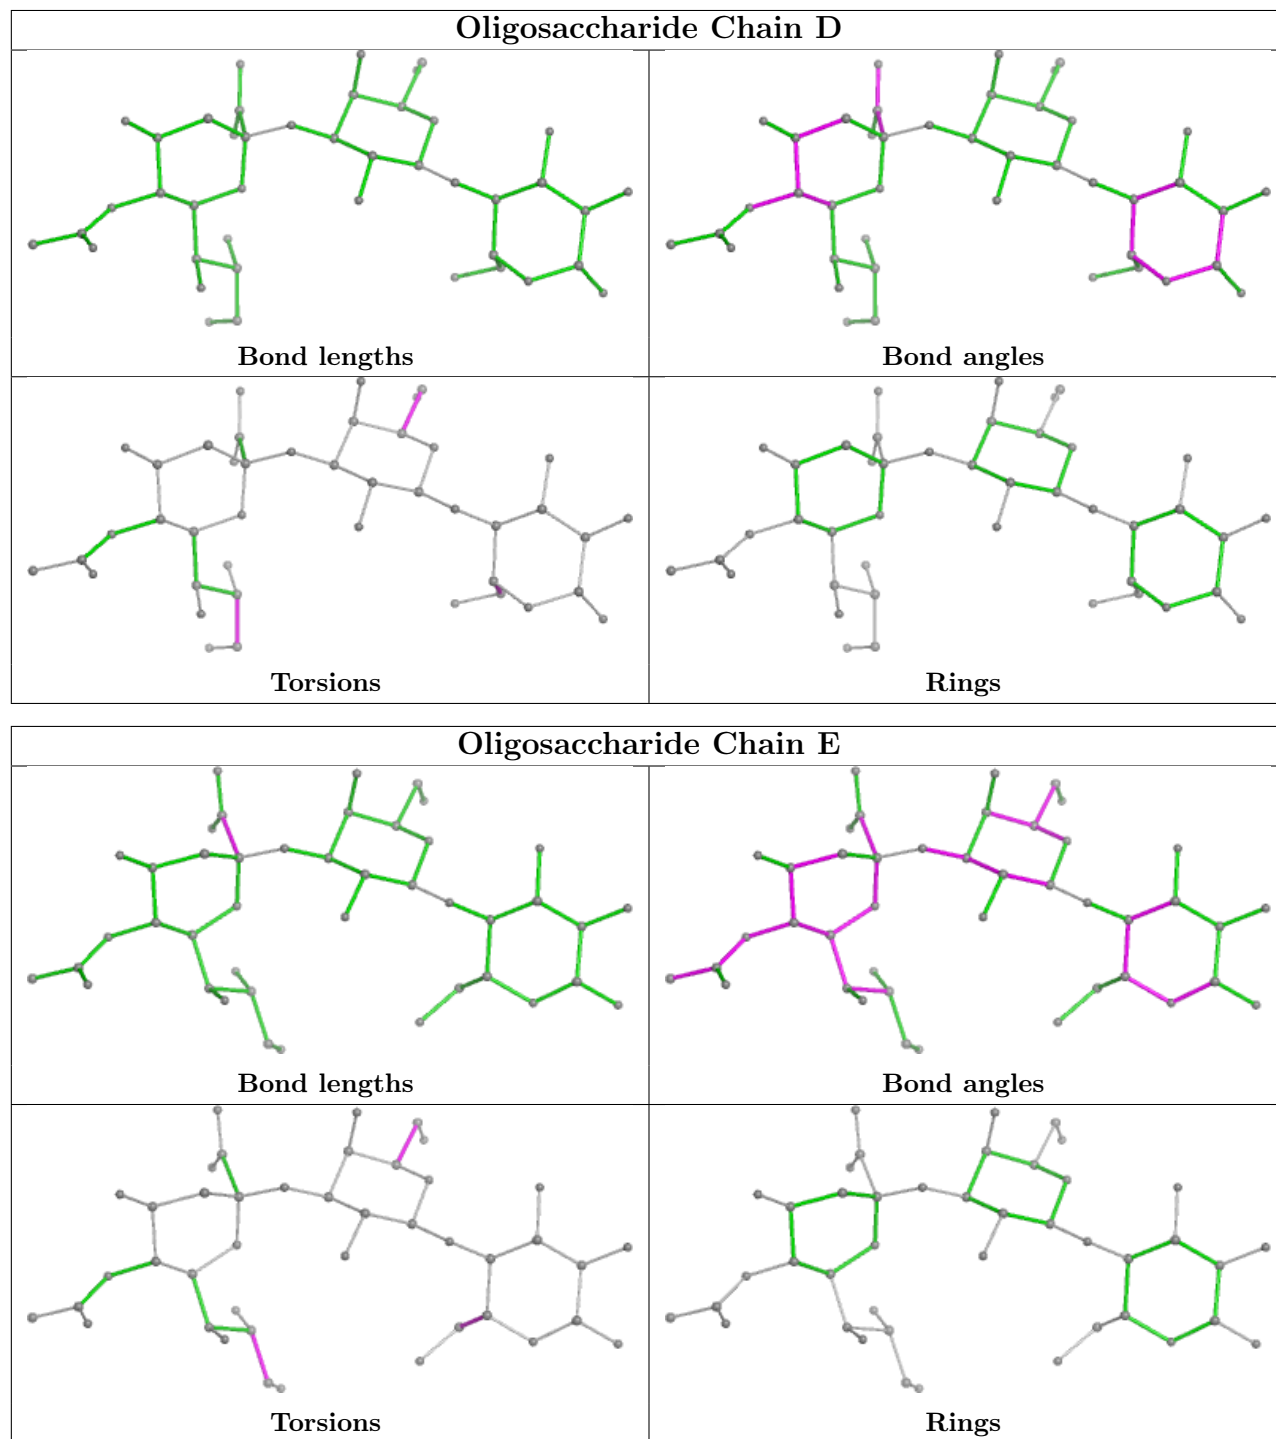 Oligosaccharide Chain D
Bond lengths
Bond angles
Torsions
Rings
Oligosaccharide Chain E
Bond lengths
Bond angles
Torsions
Rings